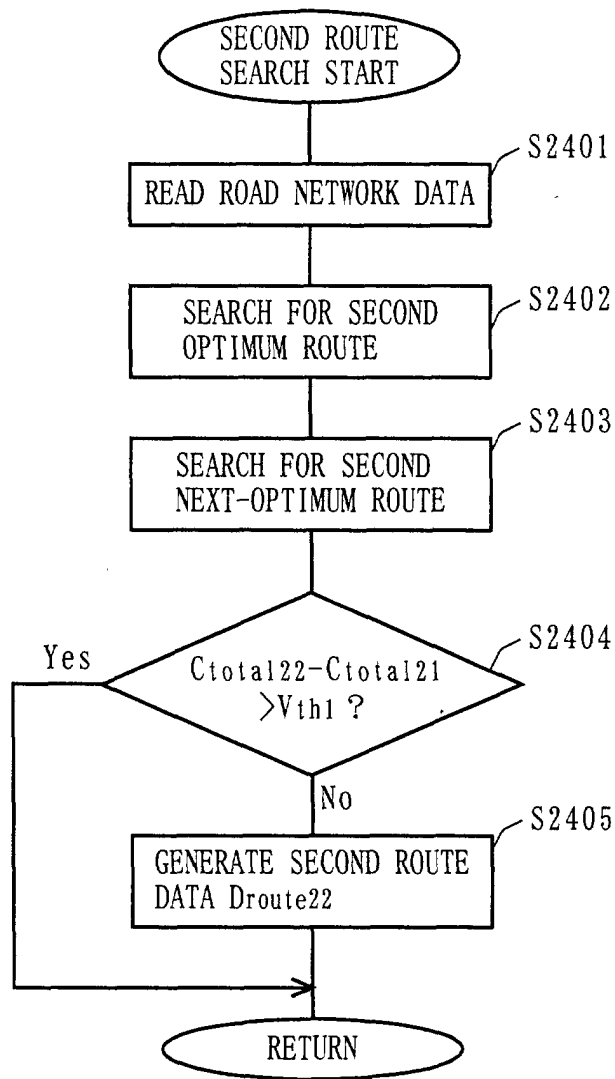 SECOND ROUTE
SEARCH START
S2401
READ ROAD NETWORK DATA
S2402
SEARCH FOR SECOND
OPTIMUM ROUTE
S2403
SEARCH FOR SECOND
NEXT-OPTIMUM ROUTE
S2404
Yes
Ctotal22-Ctotal21
>Vth1 ?
No
S2405
GENERATE SECOND ROUTE
DATA Droute22
RETURN